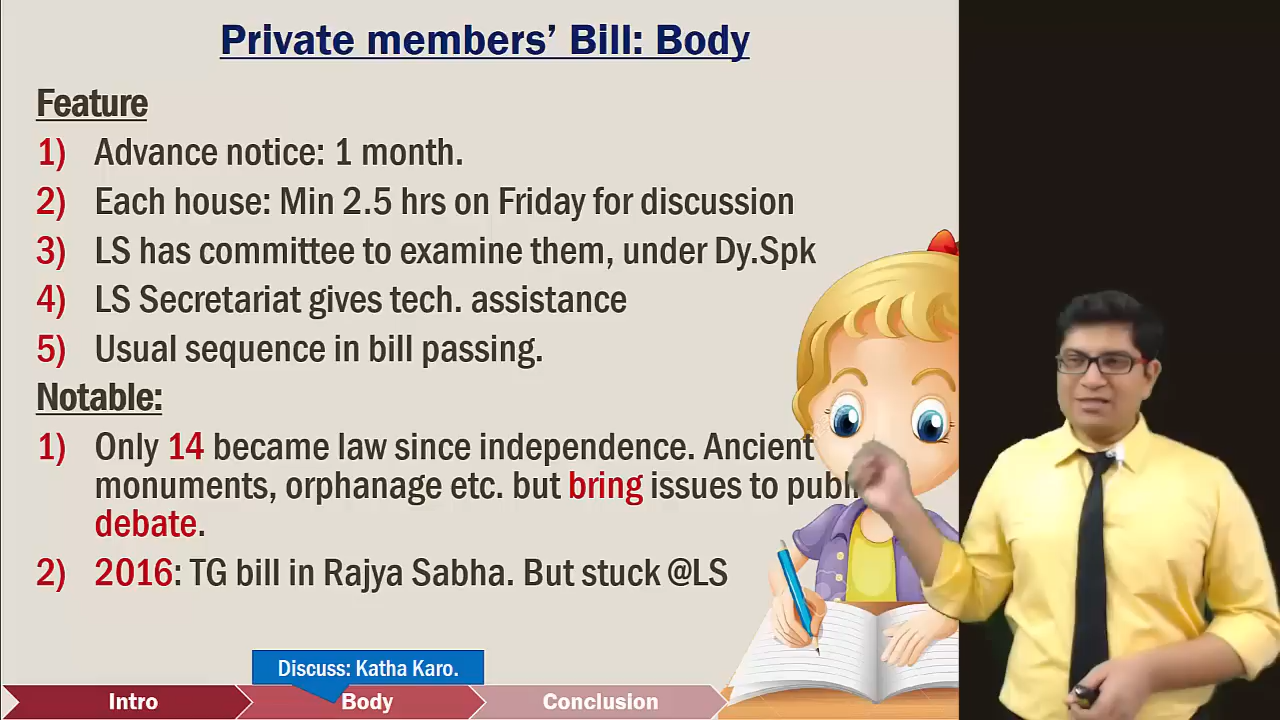 Private members’ Bill: Body
Feature
1) Advance notice: 1 month.
2) Each house: Min 2.5 hrs on Friday for discussion
3) LS has committee to examine them, under Dy.Spk
4) LS Secretariat gives tech. assistance
5) Usual sequence in bill passing.
Notable:
1) Only 14 became law since independence. Ancient
monuments, orphanage etc. but bring issues to
debate.
2) 2016: TG bill in Rajya Sabha. But stuck @LS
Discuss: Katha Karo.
Intro Body Conclusion